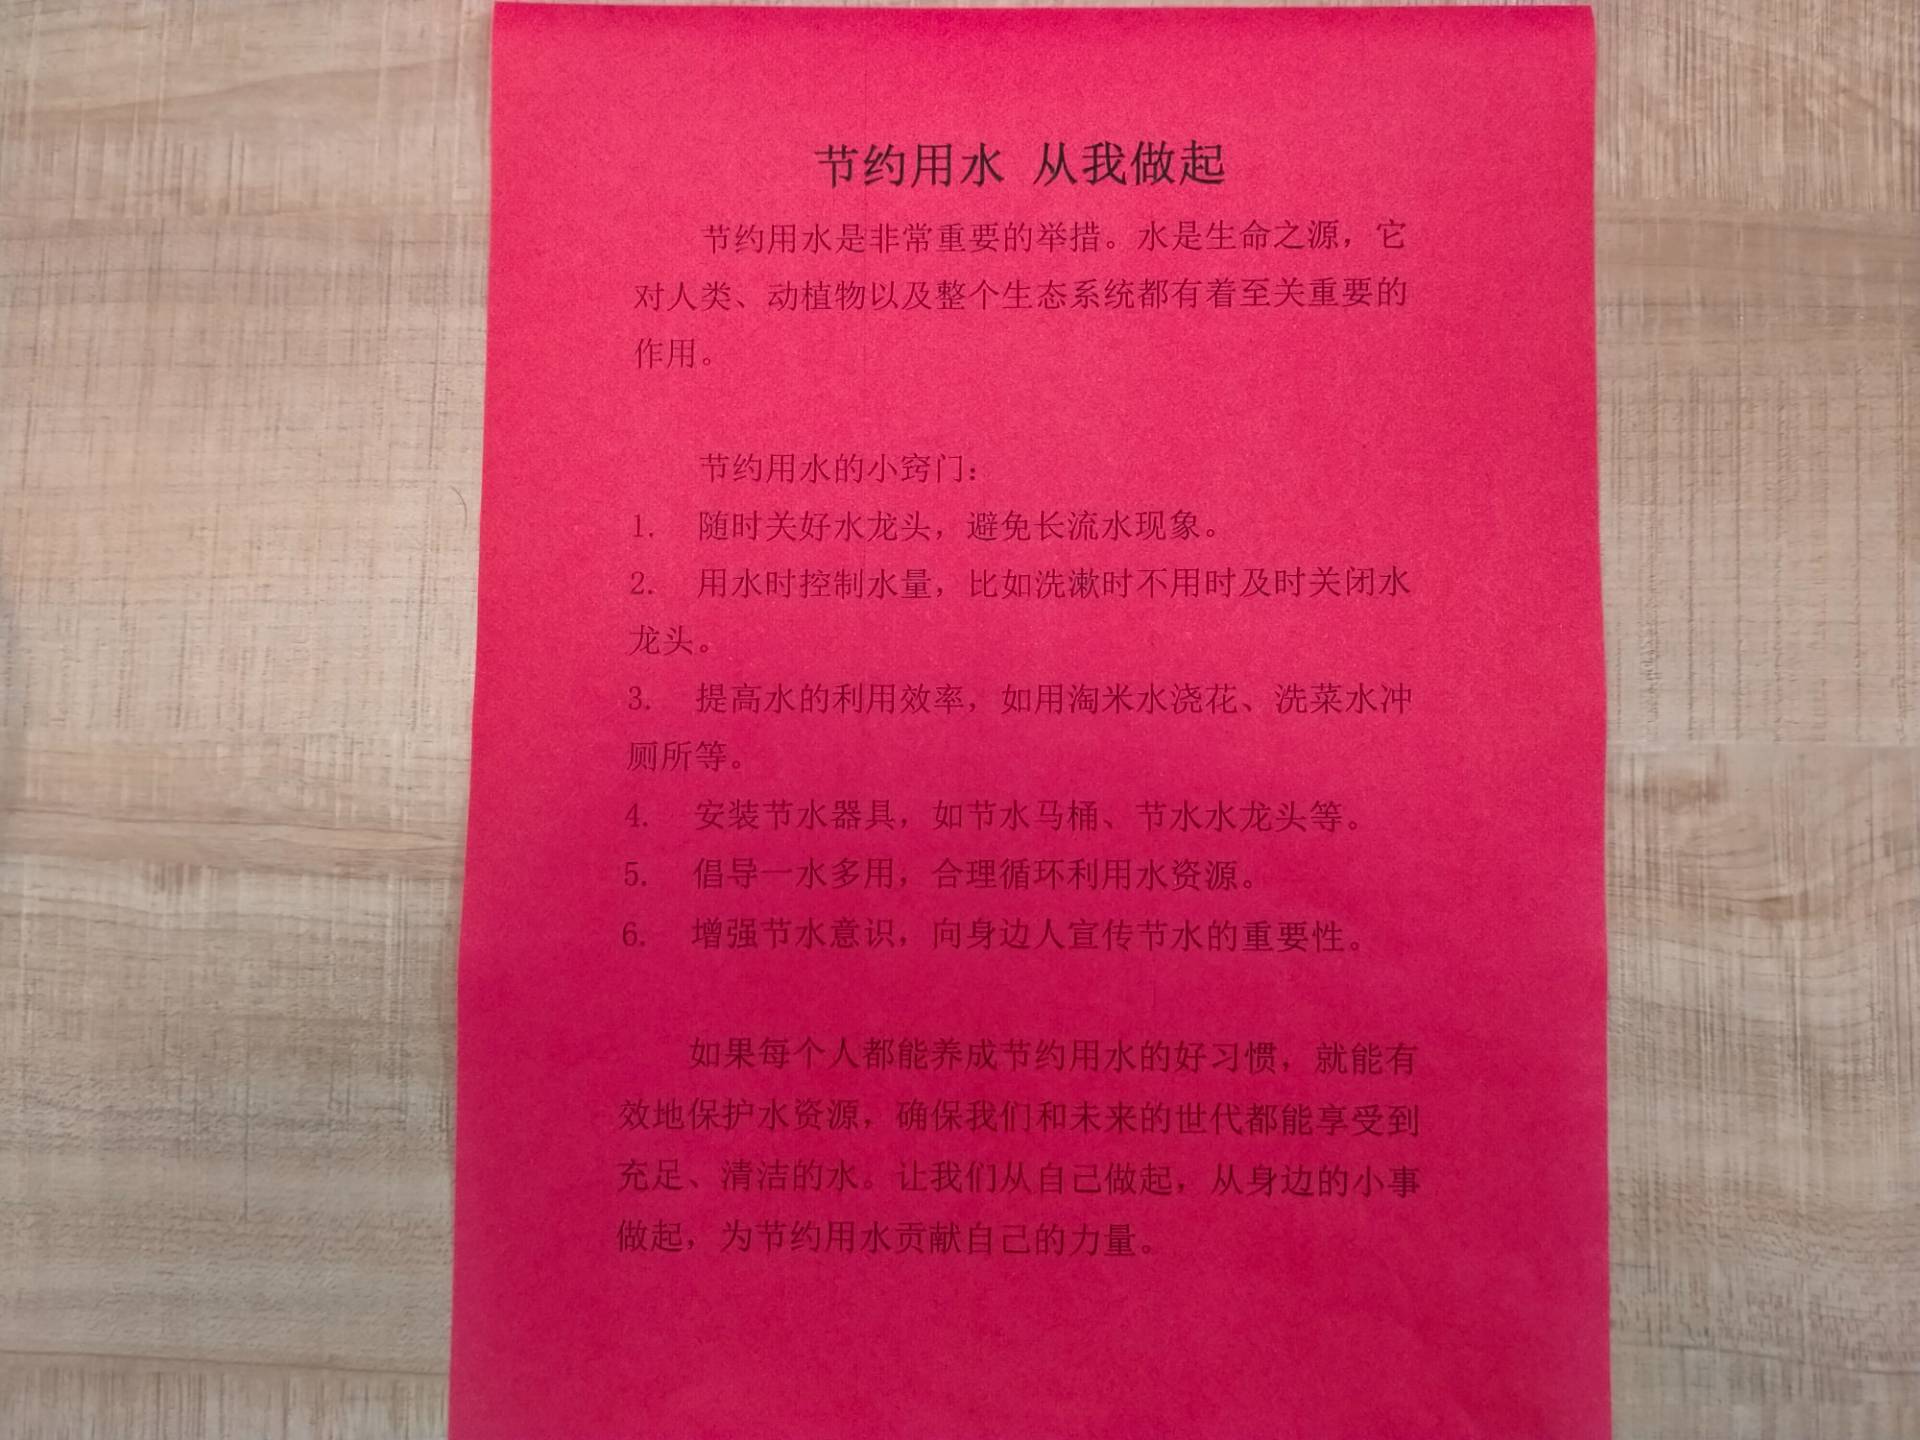 节约用水 从我做起
节约用水是非常重要的举措。水是生命之源，它
对人类、动植物以及整个生态系统都有着至关重要的
作用。
节约用水的小窍门：
1. 随时关好水龙头，避免长流水现象。
2. 用水时控制水量，比如洗漱时不用时及时关闭水
龙头。
3. 提高水的利用效率，如用淘米水浇花、洗菜水冲
厕所等。
4. 安装节水器具，如节水马桶、节水水龙头等。
5. 倡导一水多用，合理循环利用水资源。
6. 增强节水意识，向身边人宣传节水的重要性。
如果每个人都能养成节约用水的好习惯，就能有
效地保护水资源，确保我们和未来的世代都能享受到
充足、清洁的水。让我们从自己做起，从身边的小事
做起，为节约用水贡献自己的力量。